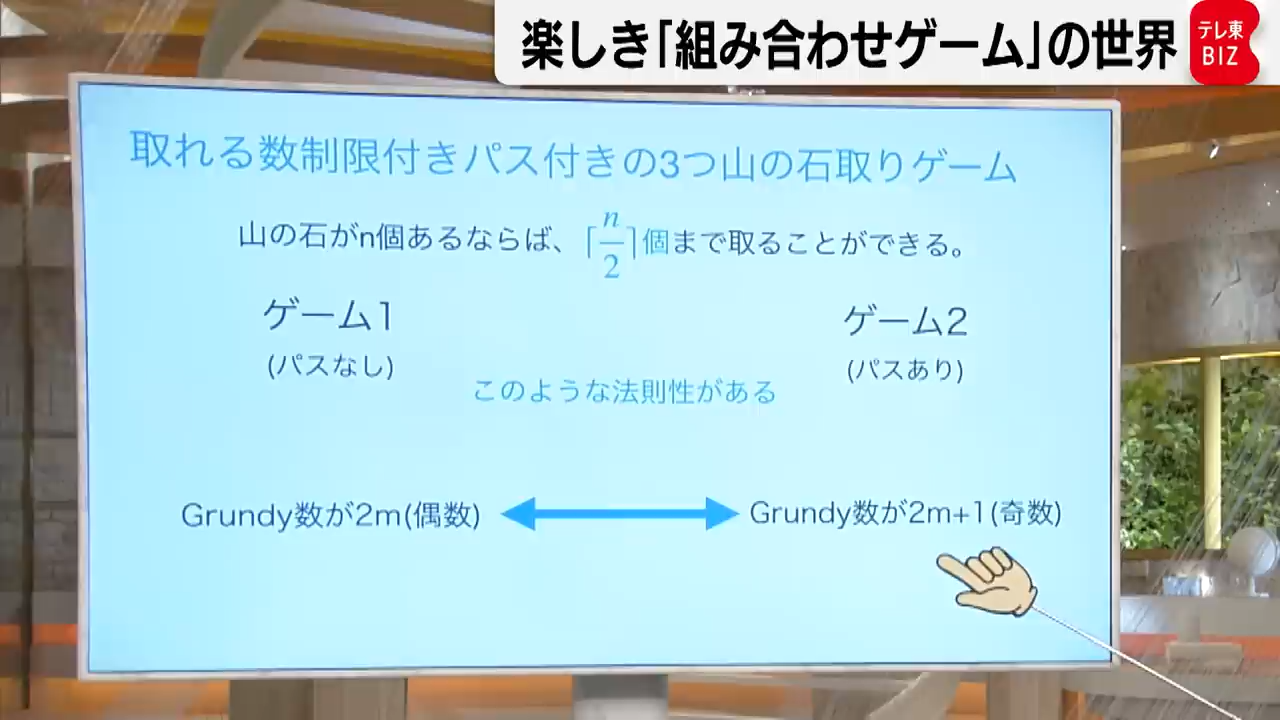 楽しき「組み合わせゲーム」の世界
テレ東
BIZ
取れる数制限付きパス付きの3つ山の石取りゲーム
山の石がn個あるならば、⌈n/2⌉個まで取ることができる。
ゲーム1
ゲーム2
(パスなし)
(パスあり)
このような法則性がある
Grundy数が2m(偶数)
Grundy数が2m+1(奇数)